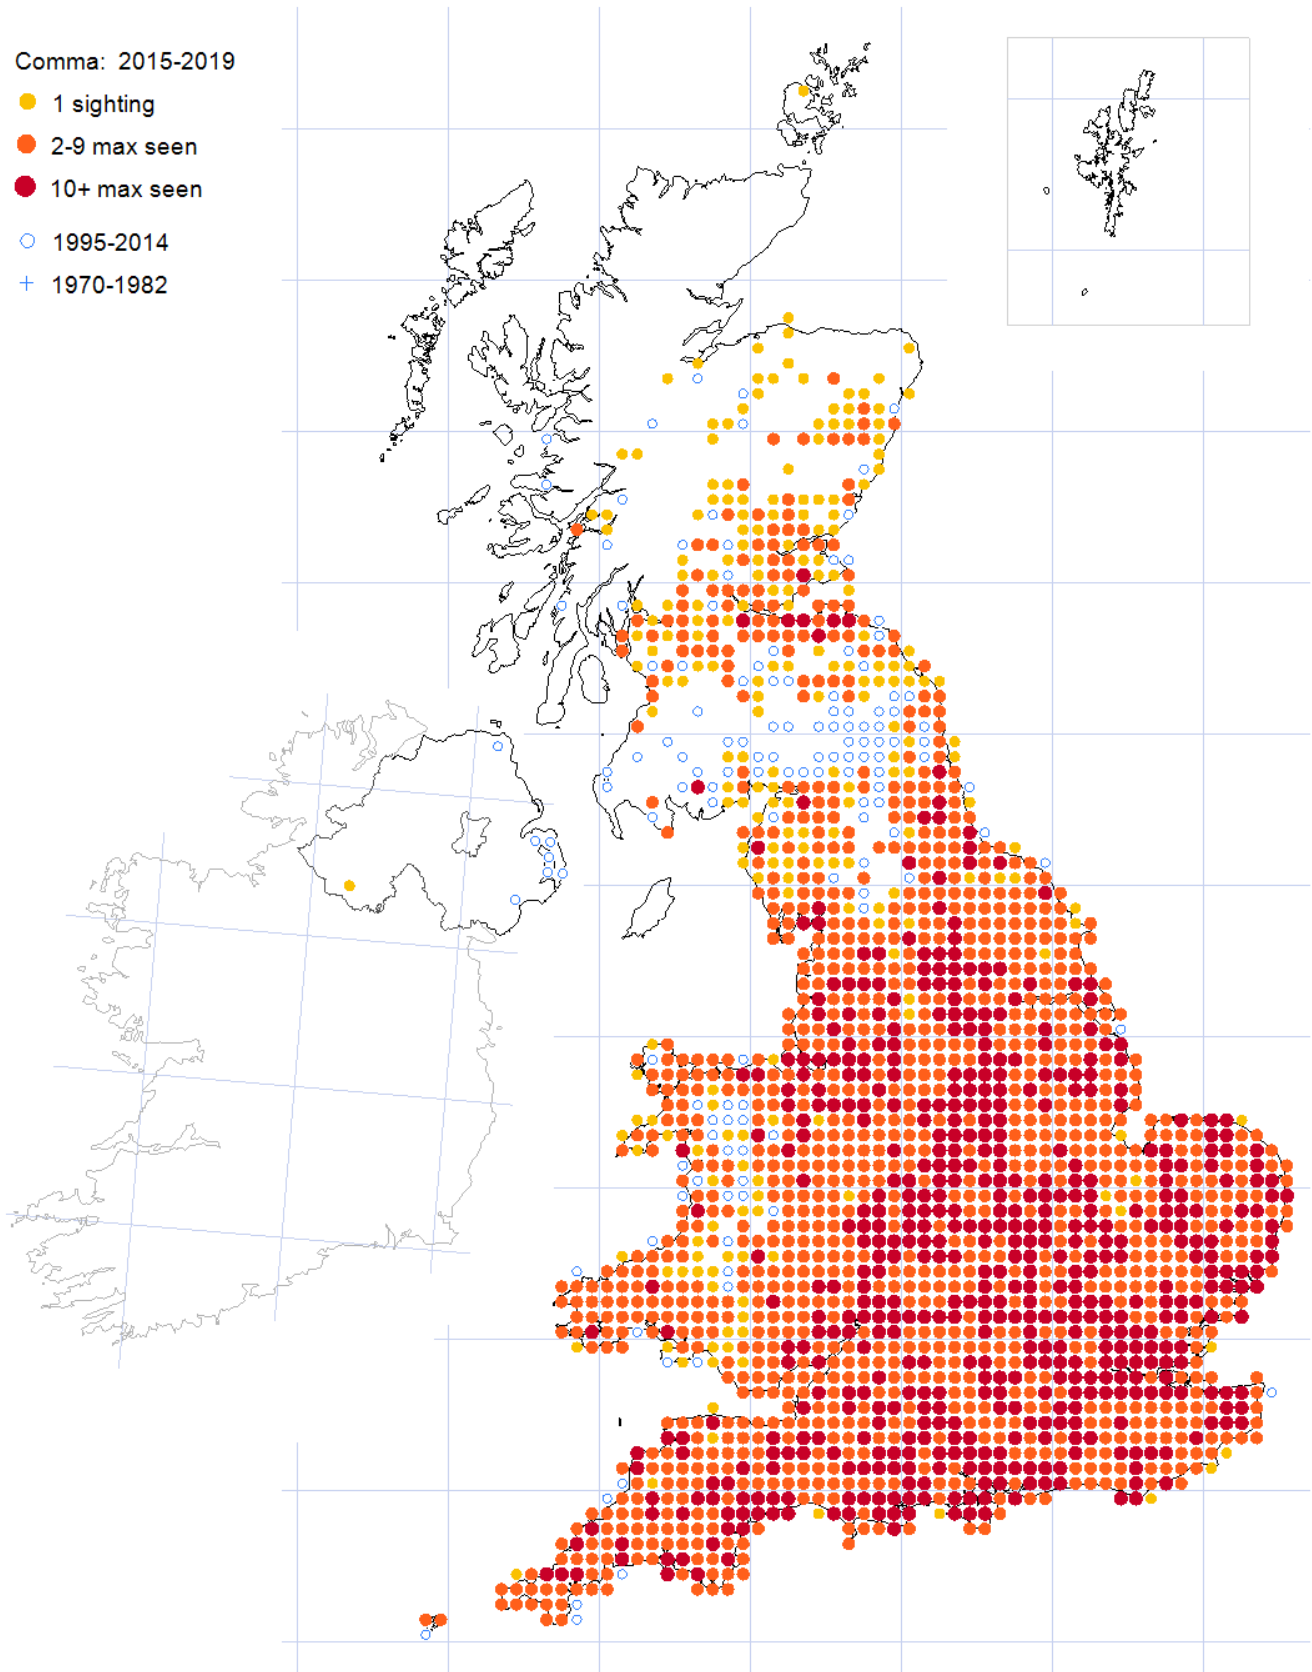 Comma: 2015-2019
1 sighting
2-9 max seen
10+ max seen
1995-2014
1970-1982